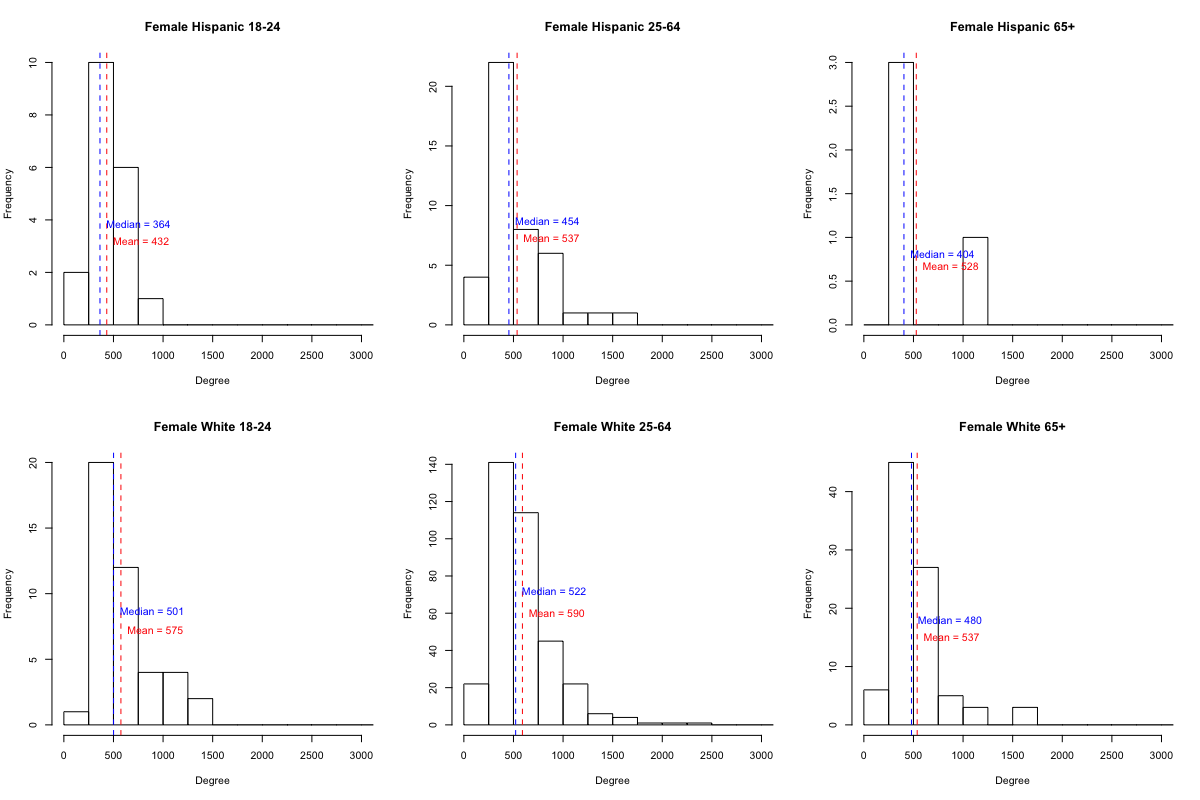 Female Hispanic 18-24
Frequency
0 2 4 6 8 10
Median = 364
Mean = 432
0 500 1000 1500 2000 2500 3000
Degree
Female Hispanic 25-64
Frequency
0 5 10 15 20
Median = 454
Mean = 537
0 500 1000 1500 2000 2500 3000
Degree
Female Hispanic 65+
Frequency
0.0 0.5 1.0 1.5 2.0 2.5 3.0
Median = 404
Mean = 528
0 500 1000 1500 2000 2500 3000
Degree
Female White 18-24
Frequency
0 5 10 15 20
Median = 501
Mean = 575
0 500 1000 1500 2000 2500 3000
Degree
Female White 25-64
Frequency
0 20 40 60 80 100 120 140
Median = 522
Mean = 590
0 500 1000 1500 2000 2500 3000
Degree
Female White 65+
Frequency
0 10 20 30 40
Median = 480
Mean = 537
0 500 1000 1500 2000 2500 3000
Degree